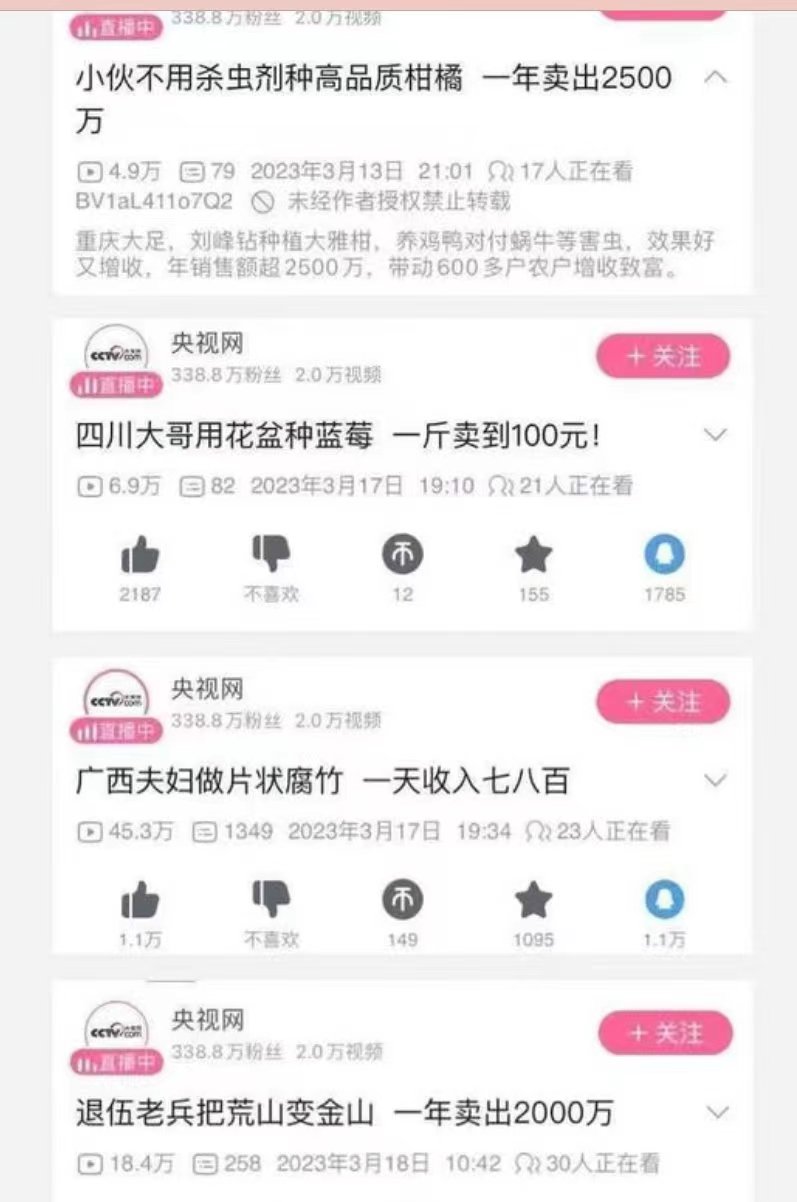 直播中
338.8万粉丝 2.0万视频
小伙不用杀虫剂种高品质柑橘 一年卖出2500
万
4.9万 79 2023年3月13日 21:01 17人正在看
BV1aL411o7Q2 未经作者授权禁止转载
重庆大足，刘峰钻种植大雅柑，养鸡鸭对付蜗牛等害虫，效果好
又增收，年销售额超2500万，带动600多户农户增收致富。
CCTV.com 央视网
直播中 338.8万粉丝 2.0万视频
+ 关注
四川大哥用花盆种蓝莓 一斤卖到100元！
6.9万 82 2023年3月17日 19:10 21人正在看
2187 不喜欢 12 155 1785
CCTV.com 央视网
直播中 338.8万粉丝 2.0万视频
+ 关注
广西夫妇做片状腐竹 一天收入七八百
45.3万 1349 2023年3月17日 19:34 23人正在看
1.1万 不喜欢 149 1095 1.1万
CCTV.com 央视网
直播中 338.8万粉丝 2.0万视频
+ 关注
退伍老兵把荒山变金山 一年卖出2000万
18.4万 258 2023年3月18日 10:42 30人正在看